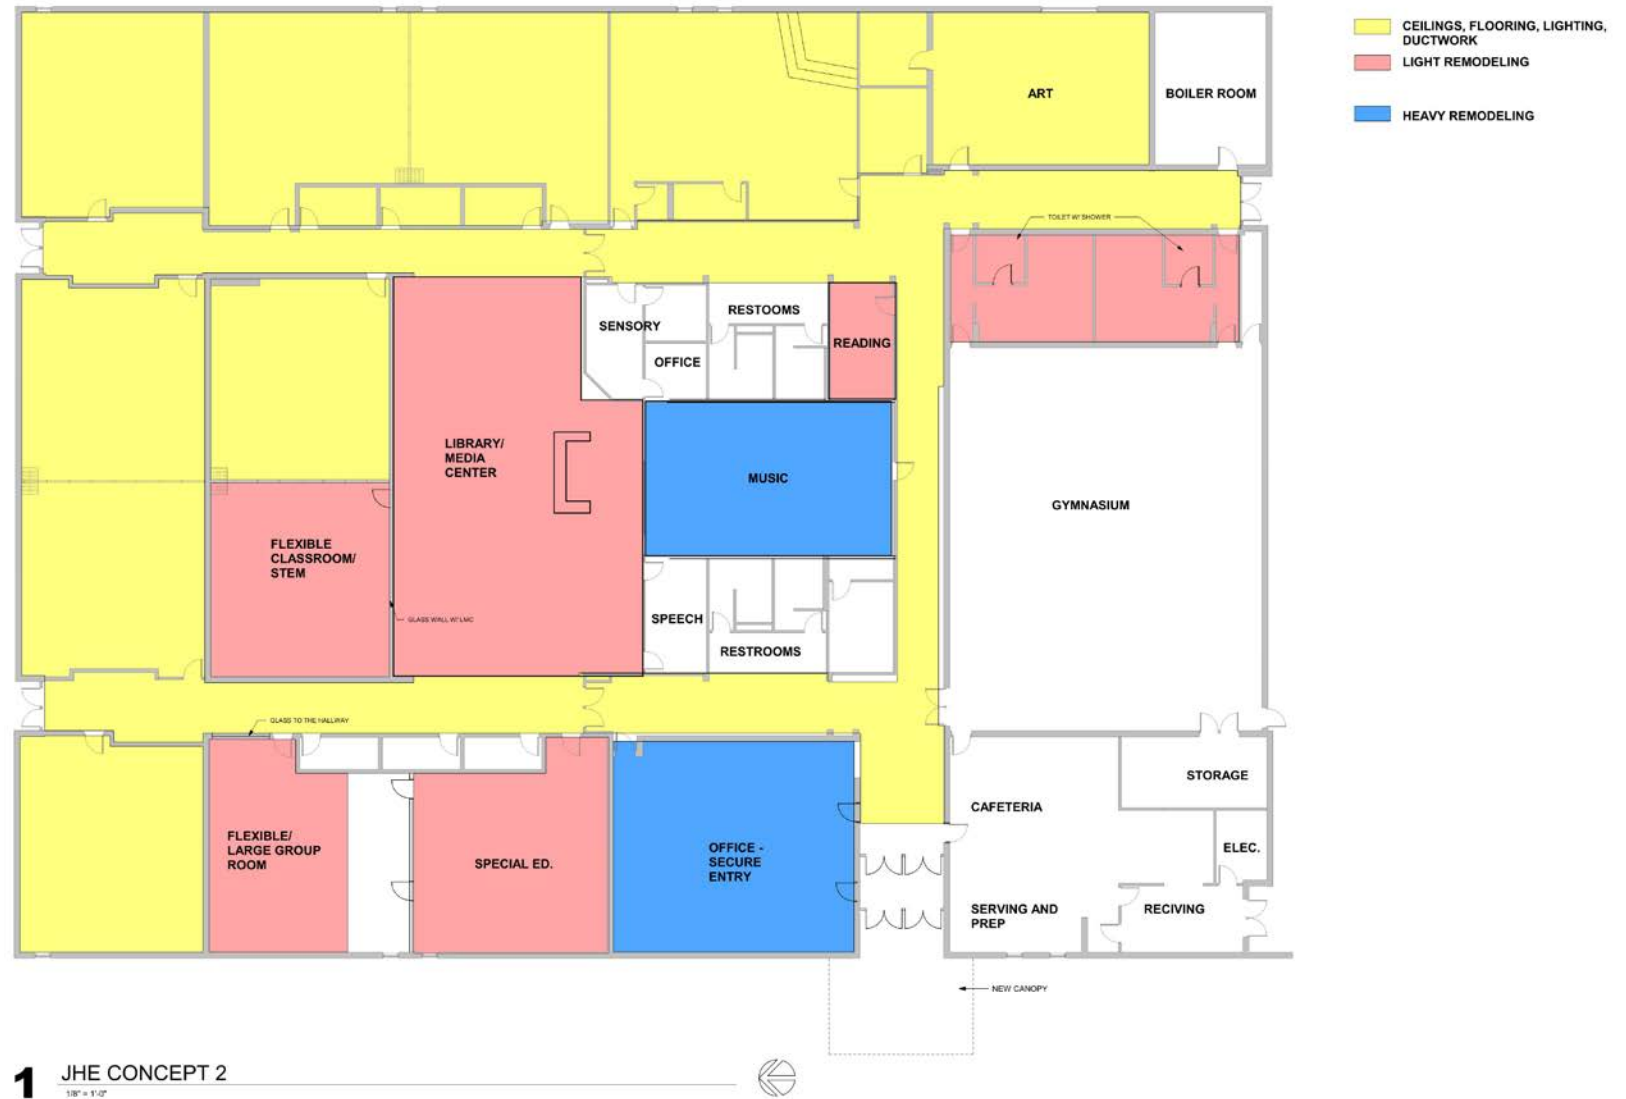 CEILINGS, FLOORING, LIGHTING,
DUCTWORK
LIGHT REMODELING
HEAVY REMODELING
ART
BOILER ROOM
TOILET W/ SHOWER
SENSORY
RESTOOMS
READING
OFFICE
LIBRARY/
MEDIA
CENTER
MUSIC
GYMNASIUM
FLEXIBLE
CLASSROOM/
STEM
GLASS WALL W/ LMC
SPEECH
RESTROOMS
GLASS TO THE HALLWAY
STORAGE
CAFETERIA
FLEXIBLE/
LARGE GROUP
ROOM
SPECIAL ED.
OFFICE -
SECURE
ENTRY
ELEC.
SERVING AND
PREP
RECIVING
NEW CANOPY
1 JHE CONCEPT 2
1/8" = 1'-0"